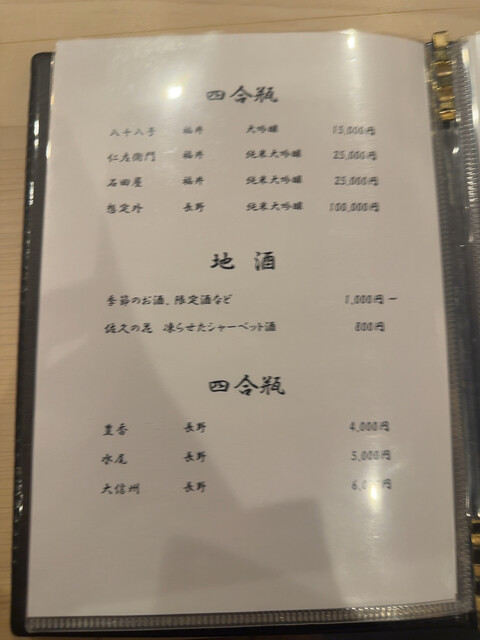 四合瓶
八十八号 福井 大吟醸 15,000円
仁左衛門 福井 純米大吟醸 25,000円
石田屋 福井 純米大吟醸 25,000円
想定外 長野 純米大吟醸 100,000円
地 酒
季節のお酒、限定酒など 1,000円ー
佐久の花 凍らせたシャーベット酒 800円
四合瓶
豊香 長野 4,000円
水尾 長野 5,000円
大信州 長野 6,000円